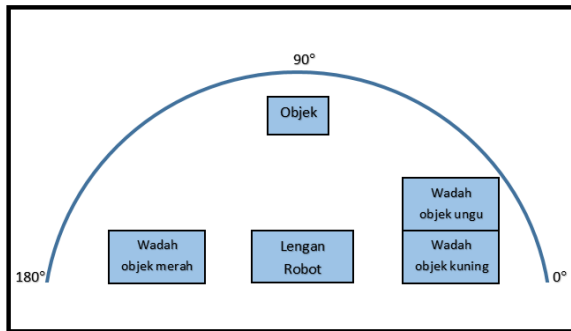 90°
Objek
Wadah
objek ungu
Wadah
objek merah
Lengan
Robot
Wadah
objek kuning
180°
0°